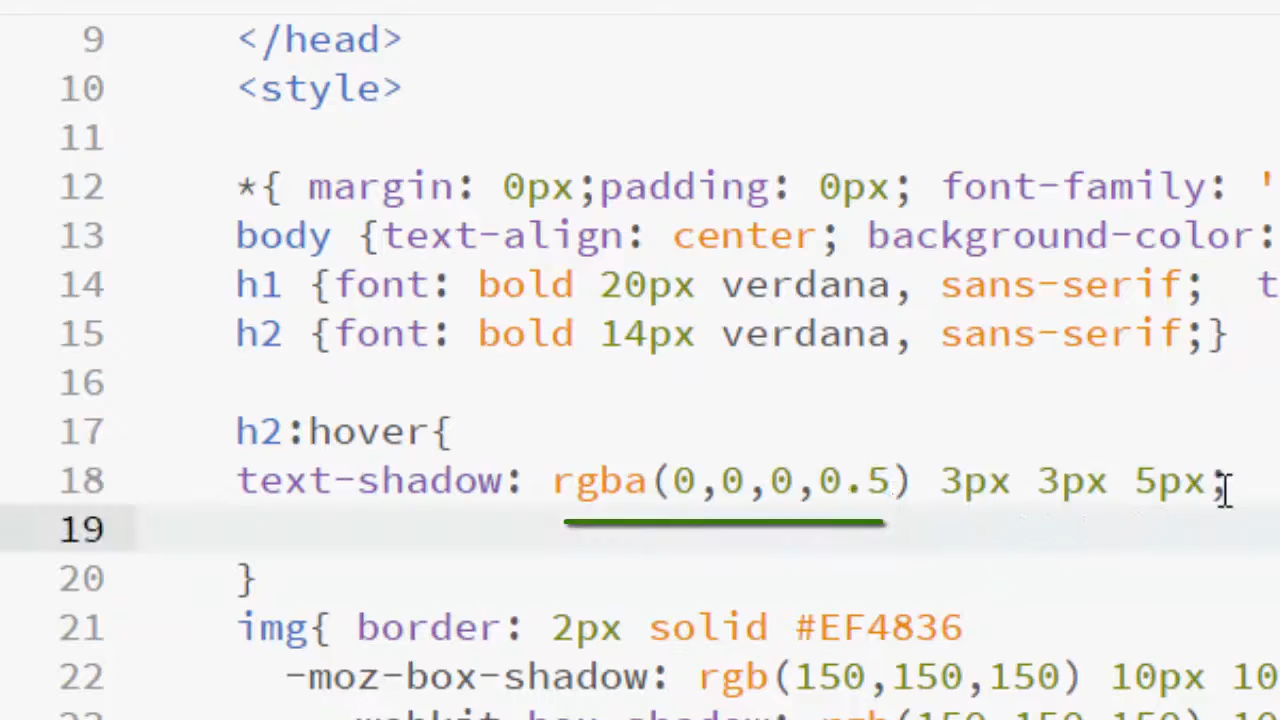 9 </head>
10 <style>
11
12 *{ margin: 0px;padding: 0px; font-family: '
13 body {text-align: center; background-color:
14 h1 {font: bold 20px verdana, sans-serif; t
15 h2 {font: bold 14px verdana, sans-serif;}
16
17 h2:hover{
18 text-shadow: rgba(0,0,0,0.5) 3px 3px 5px;
19
20 }
21 img{ border: 2px solid #EF4836
22 -moz-box-shadow: rgb(150,150,150) 10px 10